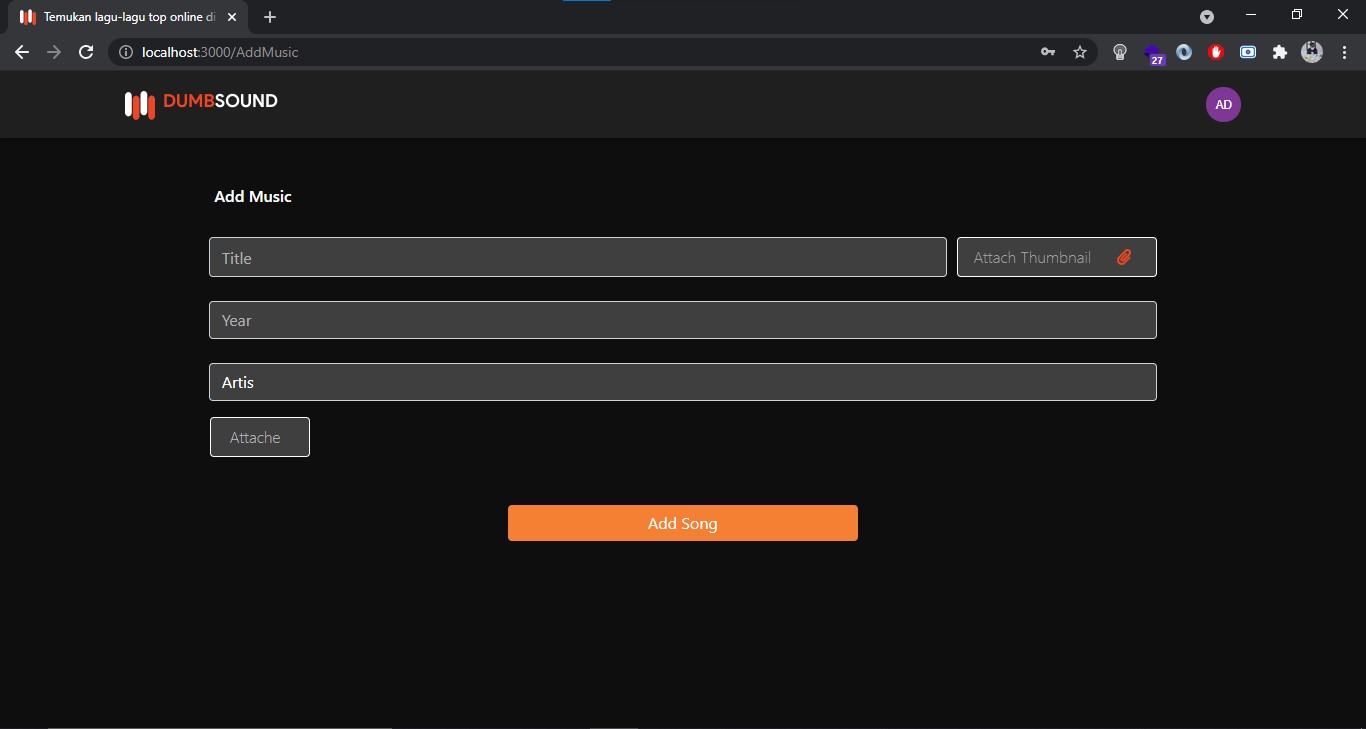 Temukan lagu-lagu top online di
localhost:3000/AddMusic
27
DUMBSOUND
AD
Add Music
Title
Attach Thumbnail
Year
Artis
Attache
Add Song